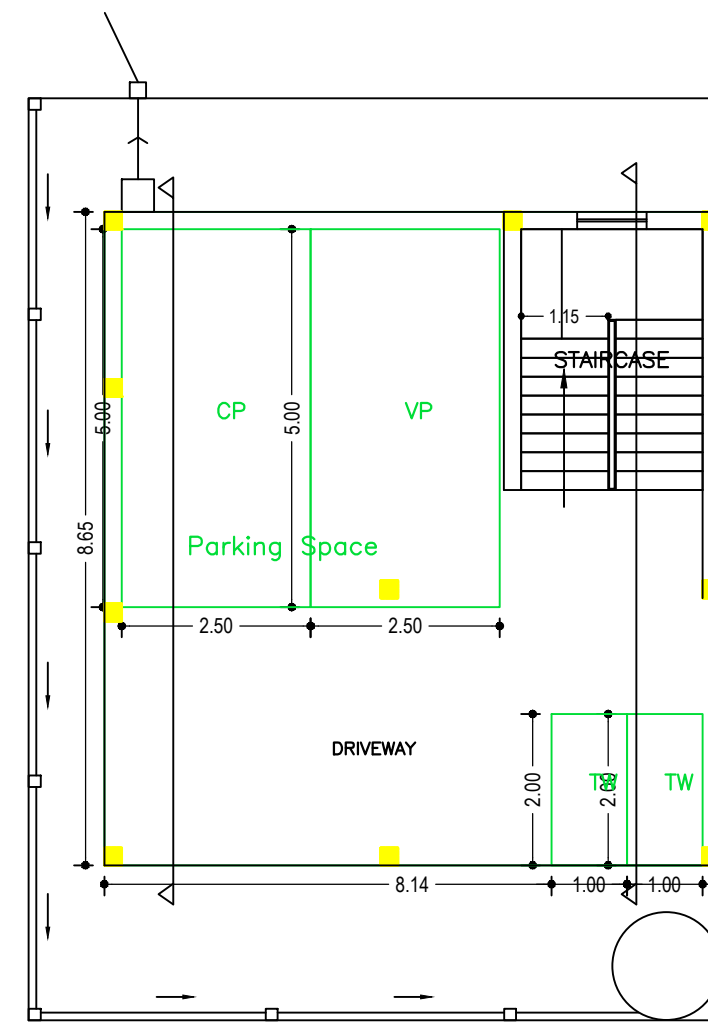 1.15
STAIRCASE
CP
VP
5.00
5.00
8.65
Parking Space
2.50
2.50
DRIVEWAY
2.00
2.00
TW
TW
8.14
1.00
1.00